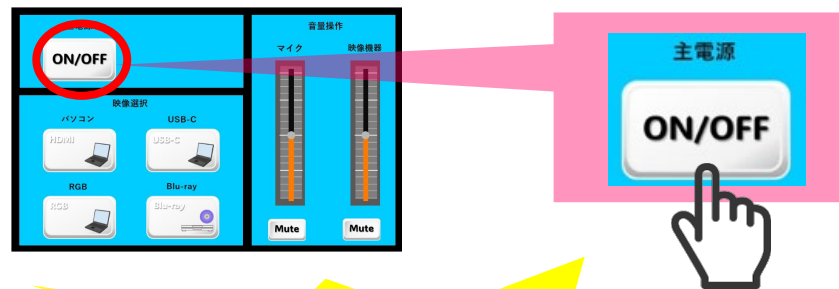 ON/OFF
映像選択
パソコン
USB-C
HDMI
USB-C
RGB
Blu-ray
RGB
Blu-ray
音量操作
マイク
映像機器
Mute
Mute
主電源
ON/OFF